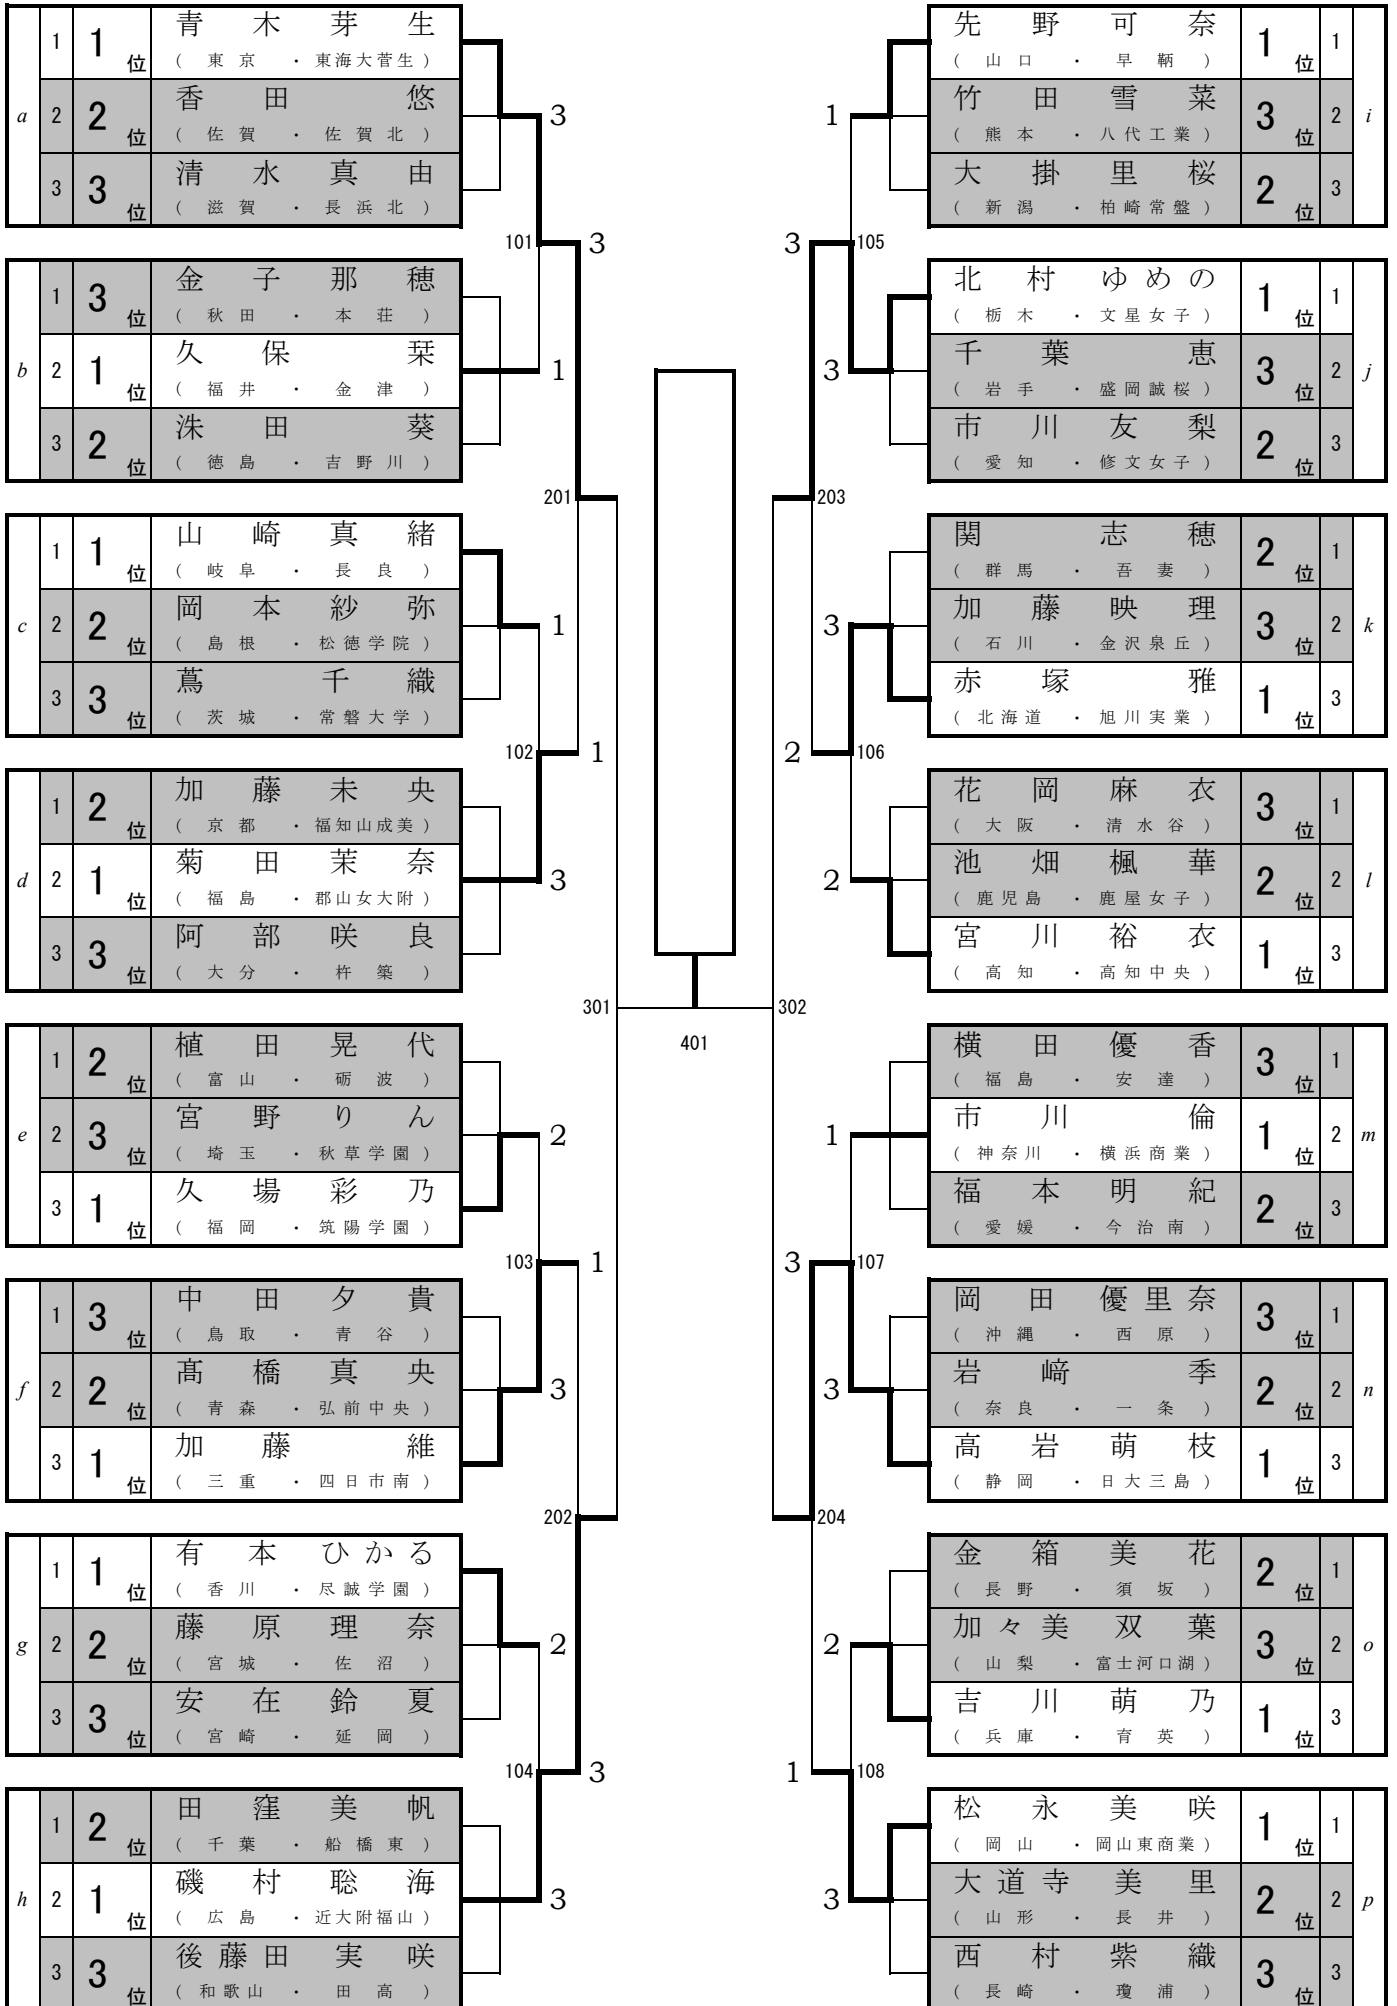 a
1 1位 青木芽生
(東京・東海大菅生)
2 2位 香田悠
(佐賀・佐賀北)
3 3位 清水真由
(滋賀・長浜北)
3
101 3
b
1 3位 金子那穂
(秋田・本荘)
2 1位 久保栞
(福井・金津)
3 2位 洙田葵
(徳島・吉野川)
1
201
c
1 1位 山崎真緒
(岐阜・長良)
2 2位 岡本紗弥
(島根・松徳学院)
3 3位 蔦千織
(茨城・常磐大学)
1
102 1
d
1 2位 加藤未央
(京都・福知山成美)
2 1位 菊田茉奈
(福島・郡山女大附)
3 3位 阿部咲良
(大分・杵築)
3
301
e
1 2位 植田晃代
(富山・砺波)
2 3位 宮野りん
(埼玉・秋草学園)
3 1位 久場彩乃
(福岡・筑陽学園)
2
103 1
f
1 3位 中田夕貴
(鳥取・青谷)
2 2位 髙橋真央
(青森・弘前中央)
3 1位 加藤維
(三重・四日市南)
3
202
g
1 1位 有本ひかる
(香川・尽誠学園)
2 2位 藤原理奈
(宮城・佐沼)
3 3位 安在鈴夏
(宮崎・延岡)
2
104 3
h
1 2位 田窪美帆
(千葉・船橋東)
2 1位 磯村聡海
(広島・近大附福山)
3 3位 後藤田実咲
(和歌山・田高)
3
401
先野可奈 1位 1
(山口・早鞆)
竹田雪菜 3位 2
(熊本・八代工業)
大掛里桜 2位 3
(新潟・柏崎常盤)
i
1
3 105
北村ゆめの 1位 1
(栃木・文星女子)
千葉恵 3位 2
(岩手・盛岡誠桜)
市川友梨 2位 3
(愛知・修文女子)
j
3
203
関志穂 2位 1
(群馬・吾妻)
加藤映理 3位 2
(石川・金沢泉丘)
赤塚雅 1位 3
(北海道・旭川実業)
k
3
2 106
花岡麻衣 3位 1
(大阪・清水谷)
池畑楓華 2位 2
(鹿児島・鹿屋女子)
宮川裕衣 1位 3
(高知・高知中央)
l
2
302
横田優香 3位 1
(福島・安達)
市川倫 1位 2
(神奈川・横浜商業)
福本明紀 2位 3
(愛媛・今治南)
m
1
3 107
岡田優里奈 3位 1
(沖縄・西原)
岩﨑季 2位 2
(奈良・一条)
高岩萌枝 1位 3
(静岡・日大三島)
n
3
204
金箱美花 2位 1
(長野・須坂)
加々美双葉 3位 2
(山梨・富士河口湖)
吉川萌乃 1位 3
(兵庫・育英)
o
2
1 108
松永美咲 1位 1
(岡山・岡山東商業)
大道寺美里 2位 2
(山形・長井)
西村紫織 3位 3
(長崎・瓊浦)
p
3